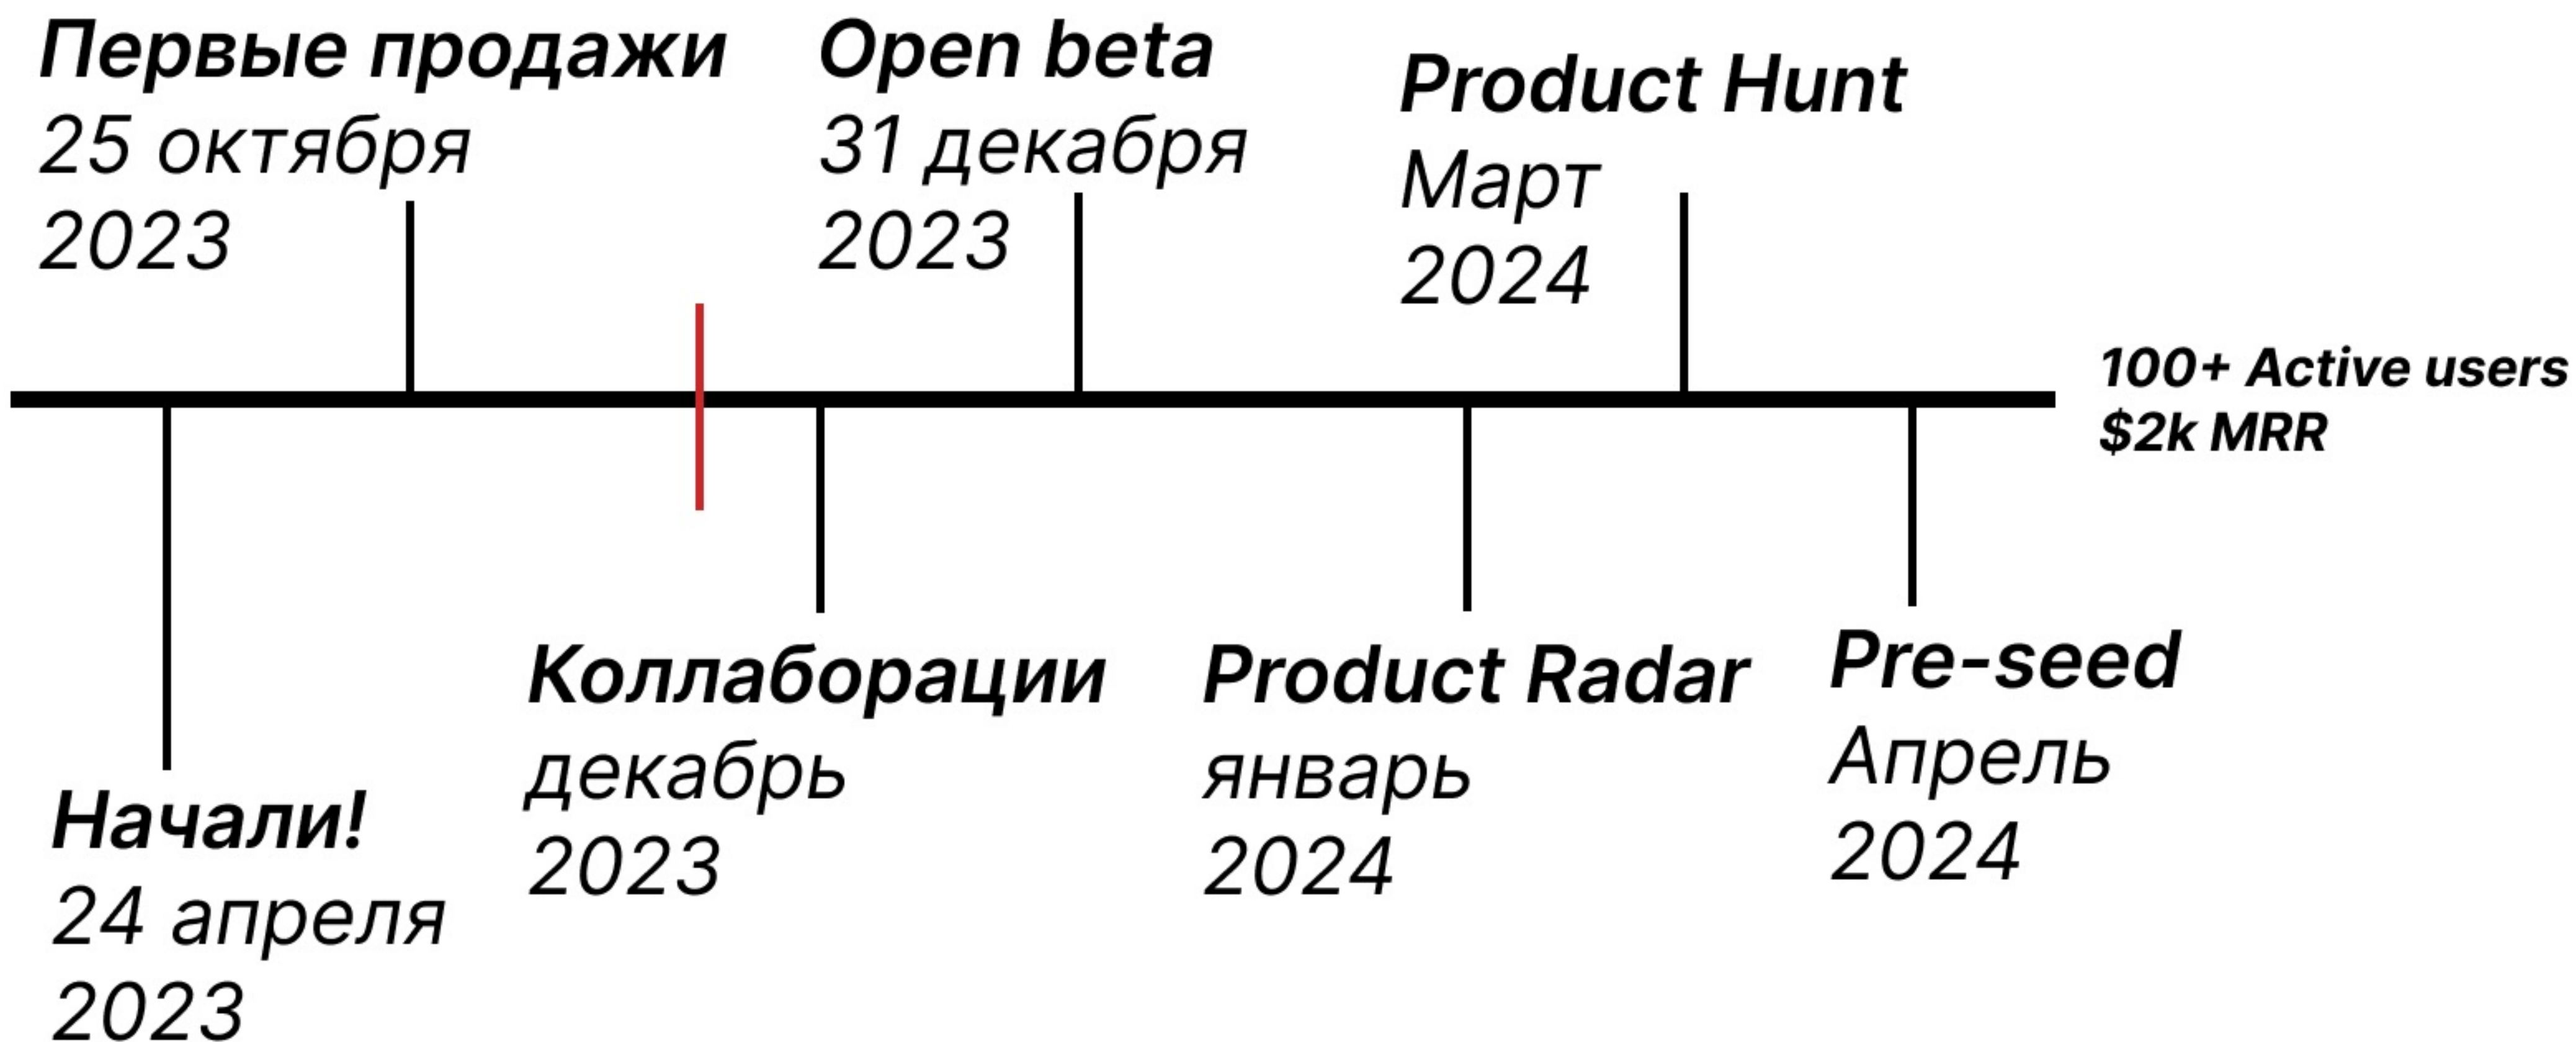 Первые продажи
25 октября
2023
Open beta
31 декабря
2023
Product Hunt
Март
2024
100+ Active users
$2k MRR
Начали!
24 апреля
2023
Коллаборации
декабрь
2023
Product Radar
январь
2024
Pre-seed
Апрель
2024